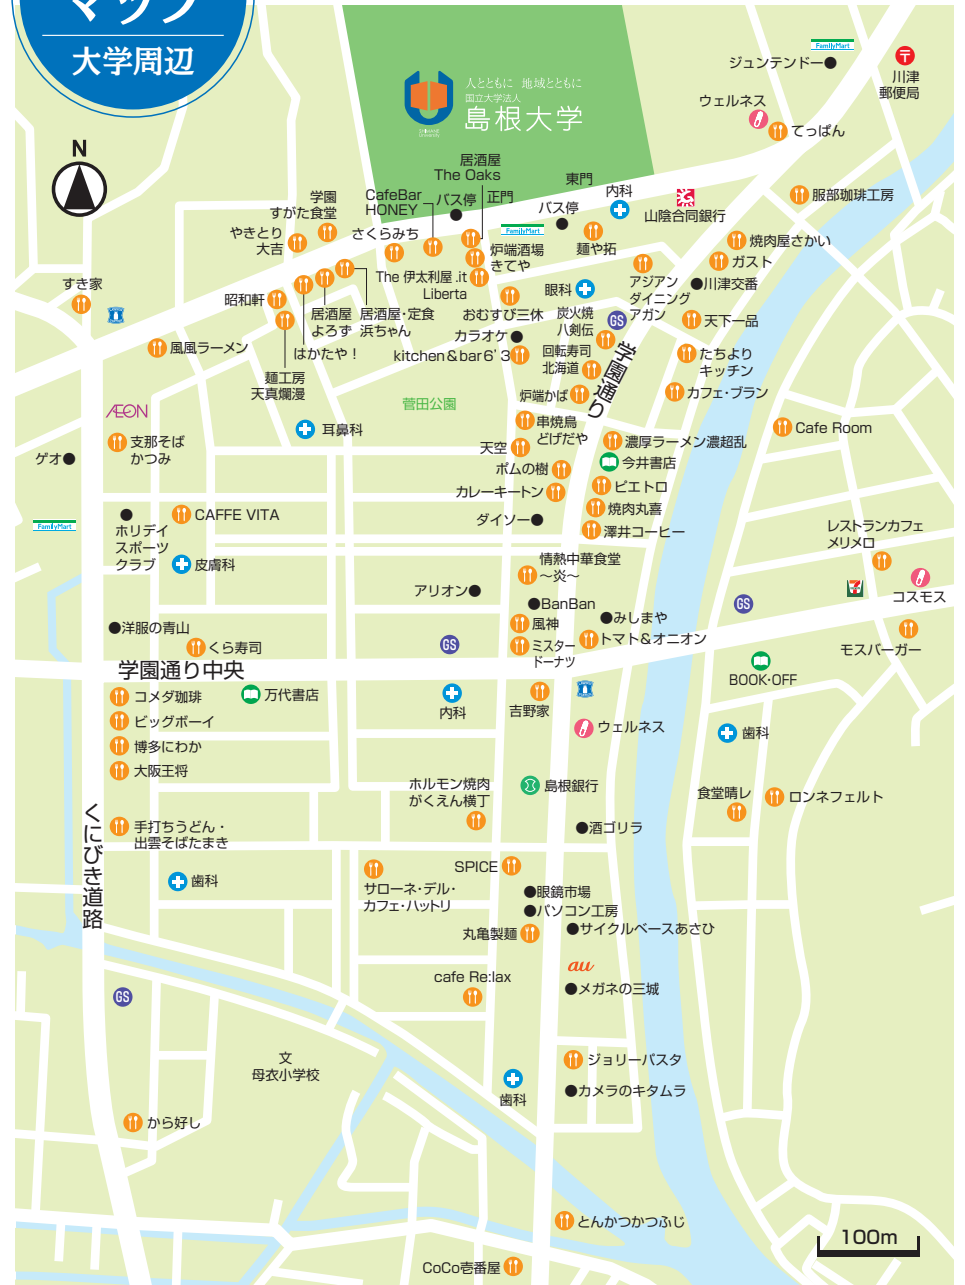 マップ
大学周辺
N
人とともに 地域とともに
国立大学法人
島根大学
FamilyMart
ジュンテンドー
川津
郵便局
ウェルネス
てっぱん
居酒屋
The Oaks
正門
CafeBar
HONEY
バス停
東門
バス停
内科
山陰合同銀行
服部珈琲工房
学園
すがた食堂
やきとり
大吉
さくらみち
FamilyMart
炉端酒場
きてや
麺や拓
焼肉屋さかい
ガスト
The 伊太利屋.it
Liberta
アジアン
ダイニング
アガン
川津交番
すき家
昭和軒
居酒屋
よろず
居酒屋・定食
浜ちゃん
おむすび三休
眼科
炭火焼
八剣伝
GS
天下一品
カラオケ
kitchen&bar6'3
回転寿司
北海道
学園通り
たちより
キッチン
風風ラーメン
はかたや!
麺工房
天真爛漫
菅田公園
炉端かば
カフェ・ブラン
ÆON
支那そば
かつみ
耳鼻科
串焼鳥
どげだや
濃厚ラーメン濃超乱
Cafe Room
ゲオ
天空
今井書店
ポムの樹
ピエトロ
カレーキートン
焼肉丸喜
CAFFE VITA
ダイソー
澤井コーヒー
FamilyMart
ホリデイ
スポーツ
クラブ
皮膚科
レストランカフェ
メリメロ
情熱中華食堂
~炎~
アリオン
BanBan
コスモス
GS
洋服の青山
風神
みしまや
くら寿司
GS
ミスター
ドーナツ
トマト&オニオン
モスバーガー
学園通り中央
BOOK・OFF
コメダ珈琲
万代書店
内科
吉野家
ビッグボーイ
ウェルネス
歯科
博多にわか
大阪王将
ホルモン焼肉
がくえん横丁
島根銀行
食堂晴レ
ロンネフェルト
くにびき道路
手打ちうどん・
出雲そばたまき
酒ゴリラ
歯科
サローネ・デル・
カフェ・ハットリ
SPICE
眼鏡市場
パソコン工房
丸亀製麺
サイクルベースあさひ
au
cafe Re:lax
メガネの三城
GS
文
母衣小学校
ジョリーパスタ
歯科
カメラのキタムラ
から好し
とんかつかつふじ
100m
CoCo壱番屋